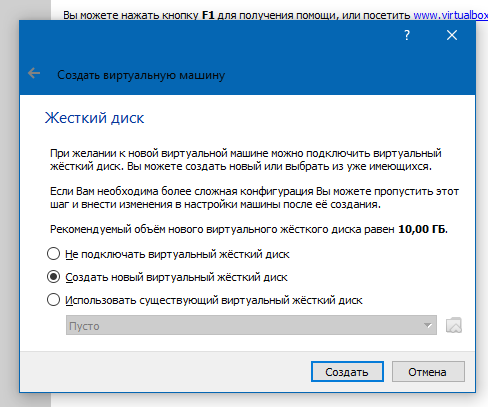 Вы можете нажать кнопку F1 для получения помощи, или посетить www.virtualbox
?
Создать виртуальную машину
Жесткий диск
При желании к новой виртуальной машине можно подключить виртуальный
жёсткий диск. Вы можете создать новый или выбрать из уже имеющихся.
Если Вам необходима более сложная конфигурация Вы можете пропустить этот
шаг и внести изменения в настройки машины после её создания.
Рекомендуемый объём нового виртуального жёсткого диска равен 10,00 ГБ.
Не подключать виртуальный жёсткий диск
Создать новый виртуальный жёсткий диск
Использовать существующий виртуальный жёсткий диск
Пусто
Создать
Отмена